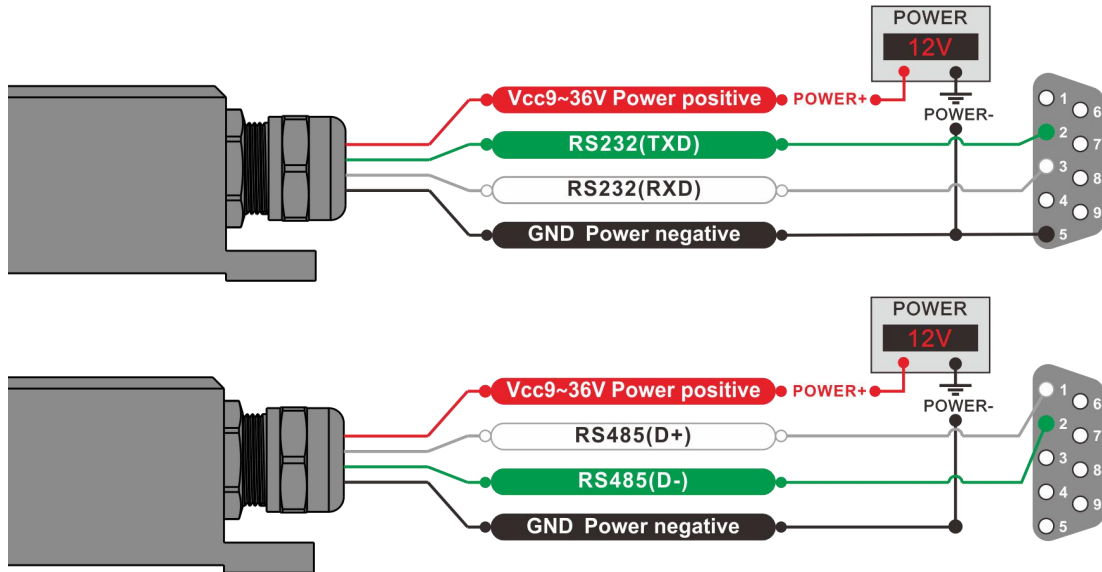 POWER
12V
Vcc9~36V Power positive POWER+
POWER-
RS232(TXD)
RS232(RXD)
GND Power negative
1
6
2
7
3
8
4
9
5
POWER
12V
Vcc9~36V Power positive POWER+
POWER-
RS485(D+)
RS485(D-)
GND Power negative
1
6
2
7
3
8
4
9
5